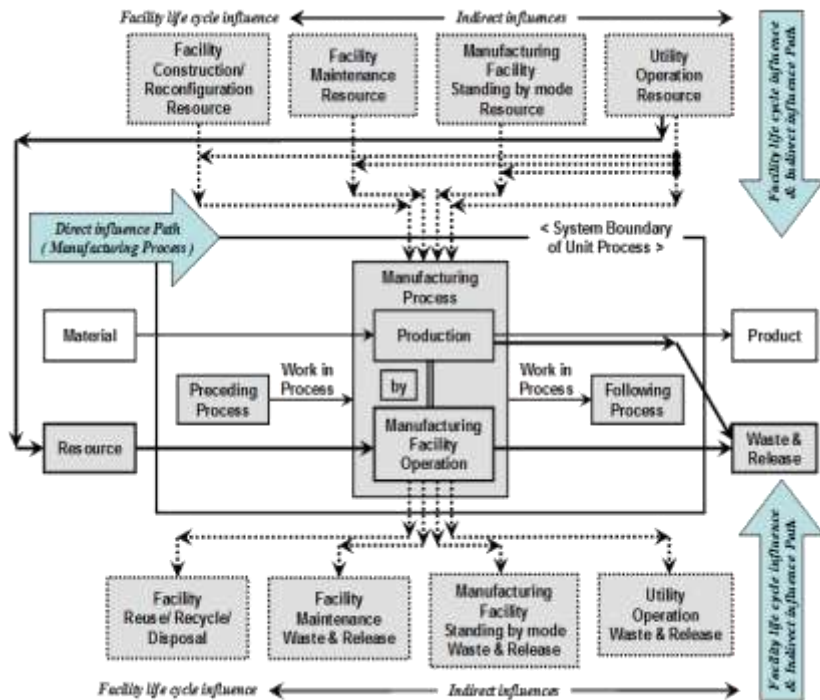 Facility life cycle influence
Indirect influences
Facility
Construction/
Reconfiguration
Resource
Facility
Maintenance
Resource
Manufacturing
Facility
Standing by mode
Resource
Utility
Operation
Resource
Facility life cycle influence
& Indirect influence Path
Direct influence Path
( Manufacturing Process )
< System Boundary
of Unit Process >
Manufacturing
Process
Material
Production
Product
Preceding
Process
Work in
Process
by
Work in
Process
Following
Process
Resource
Manufacturing
Facility
Operation
Waste &
Release
Facility
Reuse/ Recycle/
Disposal
Facility
Maintenance
Waste & Release
Manufacturing
Facility
Standing by mode
Waste & Release
Utility
Operation
Waste & Release
Facility life cycle influence
& Indirect influence Path
Facility life cycle influence
Indirect influences